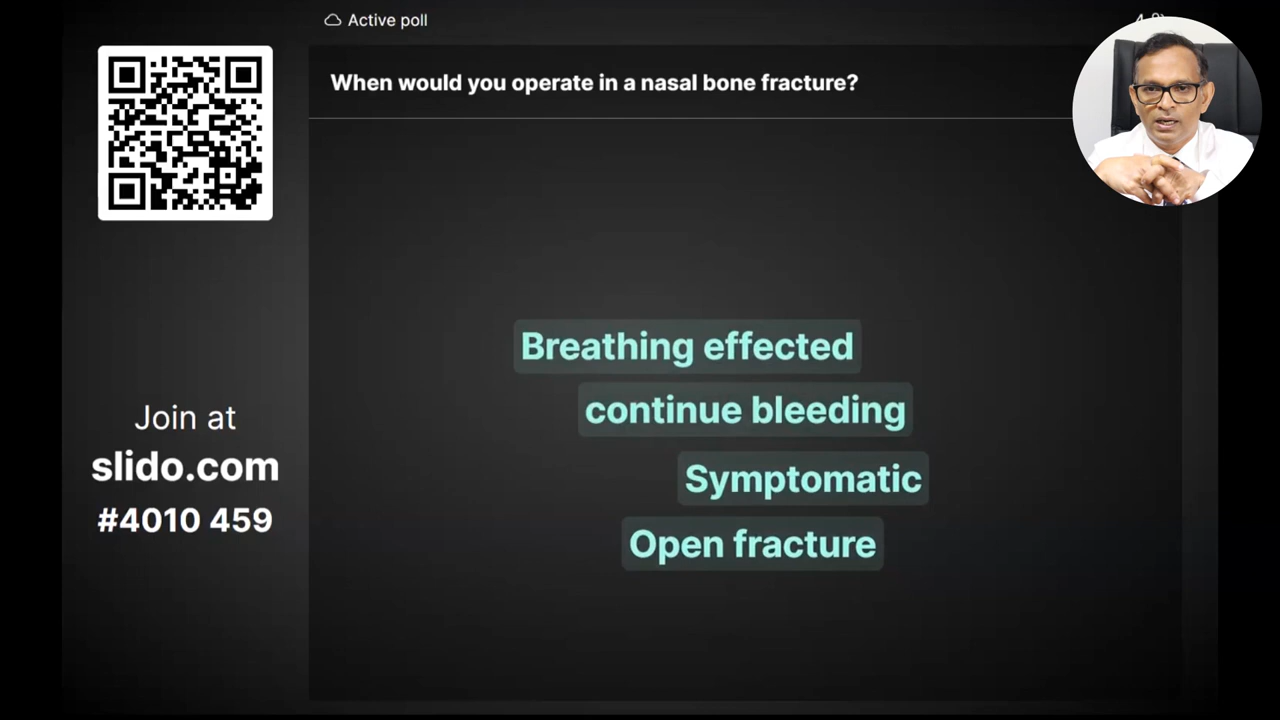 Active poll
When would you operate in a nasal bone fracture?
Breathing effected
continue bleeding
Symptomatic
Open fracture
Join at
slido.com
#4010 459